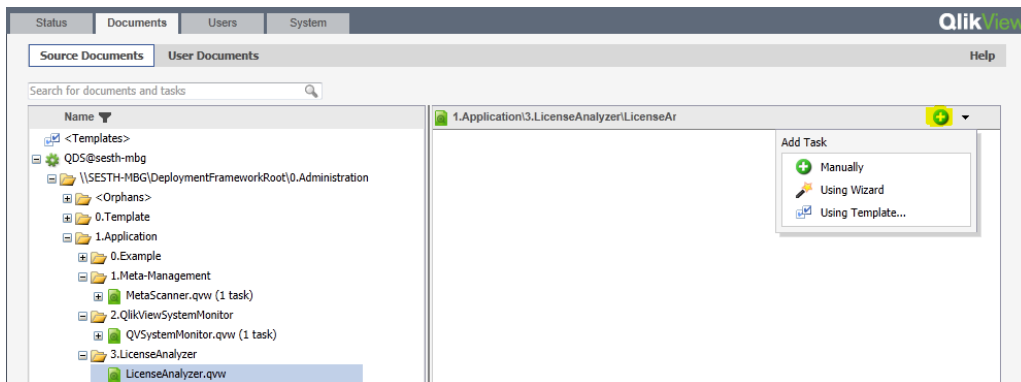 Status Documents Users System QlikView
Source Documents User Documents Help
Search for documents and tasks
Name
1.Application\3.LicenseAnalyzer\LicenseAr
<Templates>
QDS@sesth-mbg
\\SESTH-MBG\DeploymentFrameworkRoot\0.Administration
<Orphans>
0.Template
1.Application
0.Example
1.Meta-Management
MetaScanner.qvw (1 task)
2.QlikViewSystemMonitor
QVSystemMonitor.qvw (1 task)
3.LicenseAnalyzer
LicenseAnalyzer.qvw
Add Task
Manually
Using Wizard
Using Template...